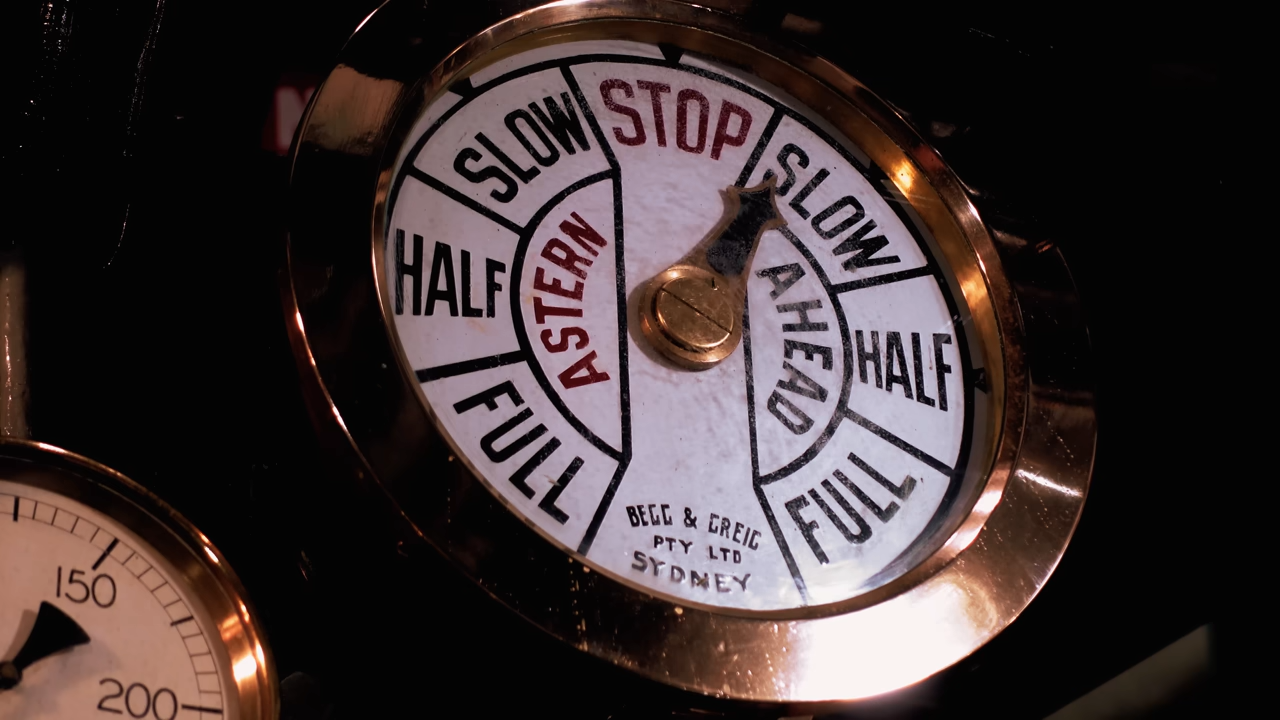 STOP
SLOW
SLOW
HALF
HALF
FULL
FULL
ASTERN
AHEAD
BEGG & GREIG
PTY LTD
SYDNEY
150
200